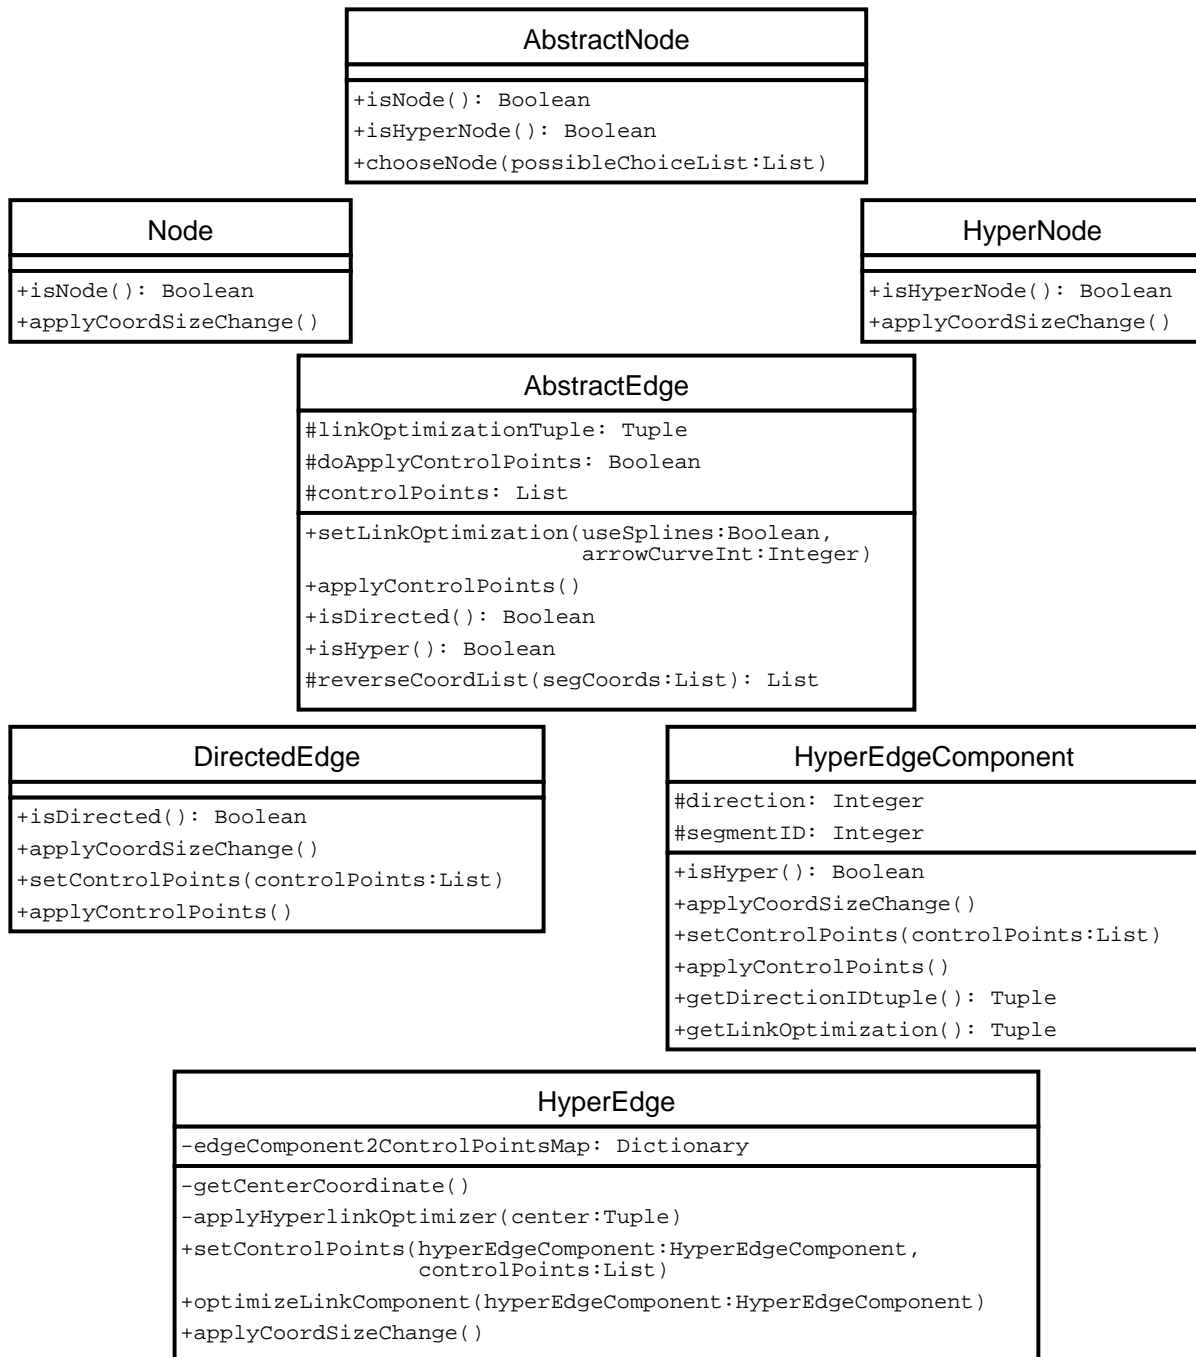 AbstractNode
+isNode(): Boolean
+isHyperNode(): Boolean
+chooseNode(possibleChoiceList:List)
Node
+isNode(): Boolean
+applyCoordSizeChange()
HyperNode
+isHyperNode(): Boolean
+applyCoordSizeChange()
AbstractEdge
#linkOptimizationTuple: Tuple
#doApplyControlPoints: Boolean
#controlPoints: List
+setLinkOptimization(useSplines:Boolean,
arrowCurveInt:Integer)
+applyControlPoints()
+isDirected(): Boolean
+isHyper(): Boolean
#reverseCoordList(segCoords:List): List
DirectedEdge
+isDirected(): Boolean
+applyCoordSizeChange()
+setControlPoints(controlPoints:List)
+applyControlPoints()
HyperEdgeComponent
#direction: Integer
#segmentID: Integer
+isHyper(): Boolean
+applyCoordSizeChange()
+setControlPoints(controlPoints:List)
+applyControlPoints()
+getDirectionIDtuple(): Tuple
+getLinkOptimization(): Tuple
HyperEdge
-edgeComponent2ControlPointsMap: Dictionary
-getCenterCoordinate()
-applyHyperlinkOptimizer(center:Tuple)
+setControlPoints(hyperEdgeComponent:HyperEdgeComponent,
controlPoints:List)
+optimizeLinkComponent(hyperEdgeComponent:HyperEdgeComponent)
+applyCoordSizeChange()